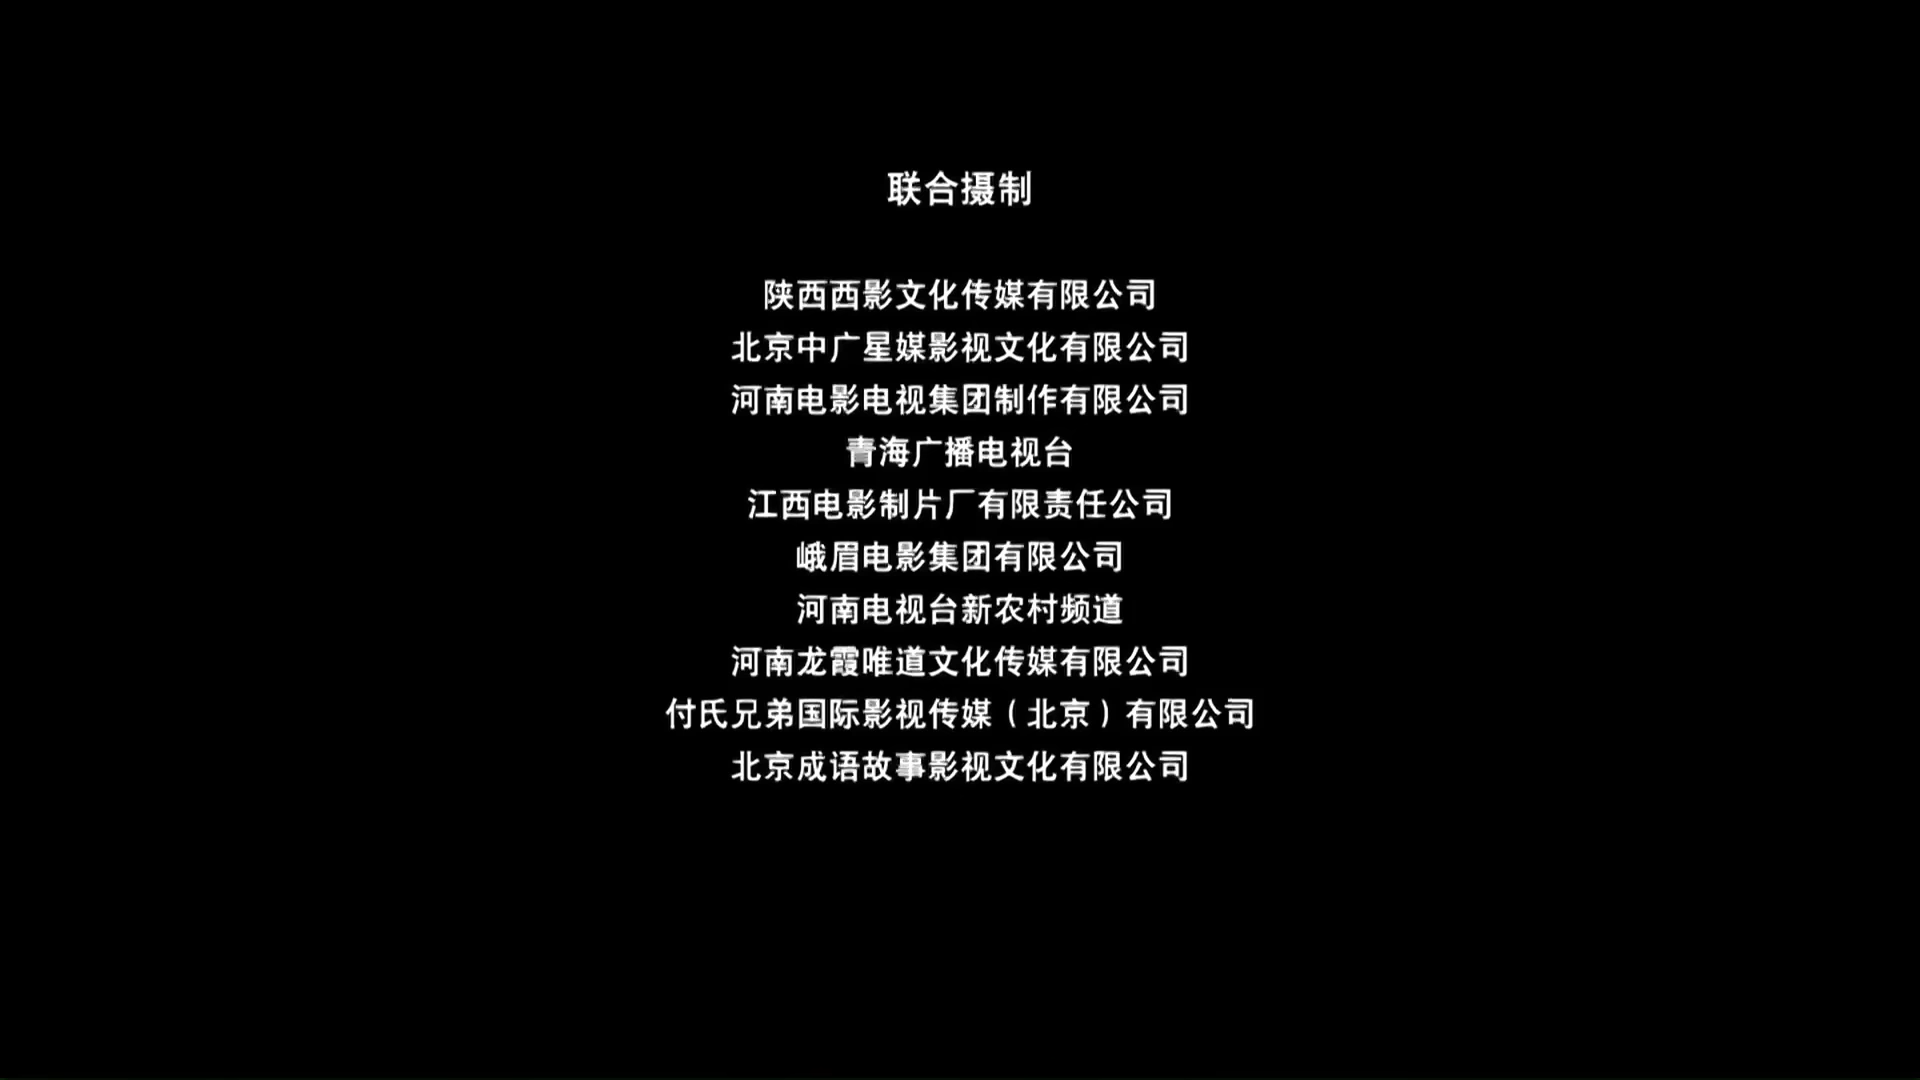 联合摄制
陕西西影文化传媒有限公司
北京中广星媒影视文化有限公司
河南电影电视集团制作有限公司
青海广播电视台
江西电影制片厂有限责任公司
峨眉电影集团有限公司
河南电视台新农村频道
河南龙霞唯道文化传媒有限公司
付氏兄弟国际影视传媒（北京）有限公司
北京成语故事影视文化有限公司